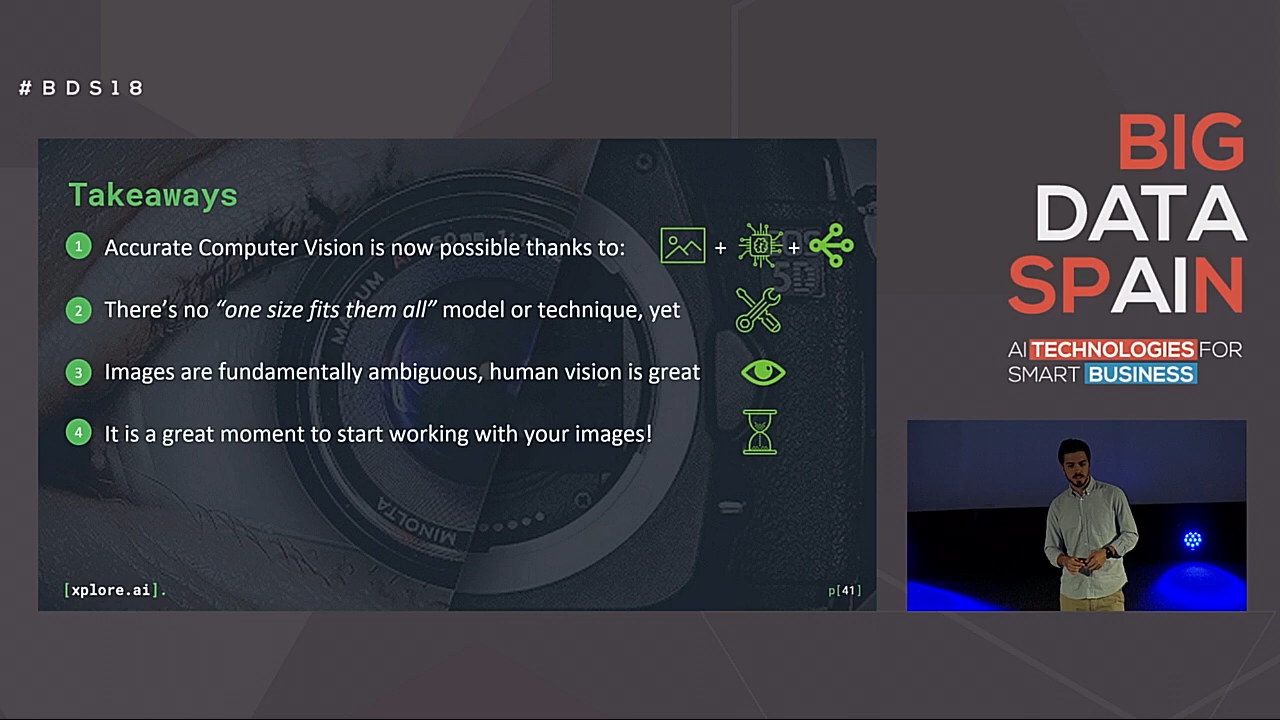 #BDS18
BIG
DATA
SPAIN
AI TECHNOLOGIES FOR
SMART BUSINESS
Takeaways
1 Accurate Computer Vision is now possible thanks to: + +
2 There's no “one size fits them all” model or technique, yet
3 Images are fundamentally ambiguous, human vision is great
4 It is a great moment to start working with your images!
MINOLTA
[xplore.ai].
p[41]